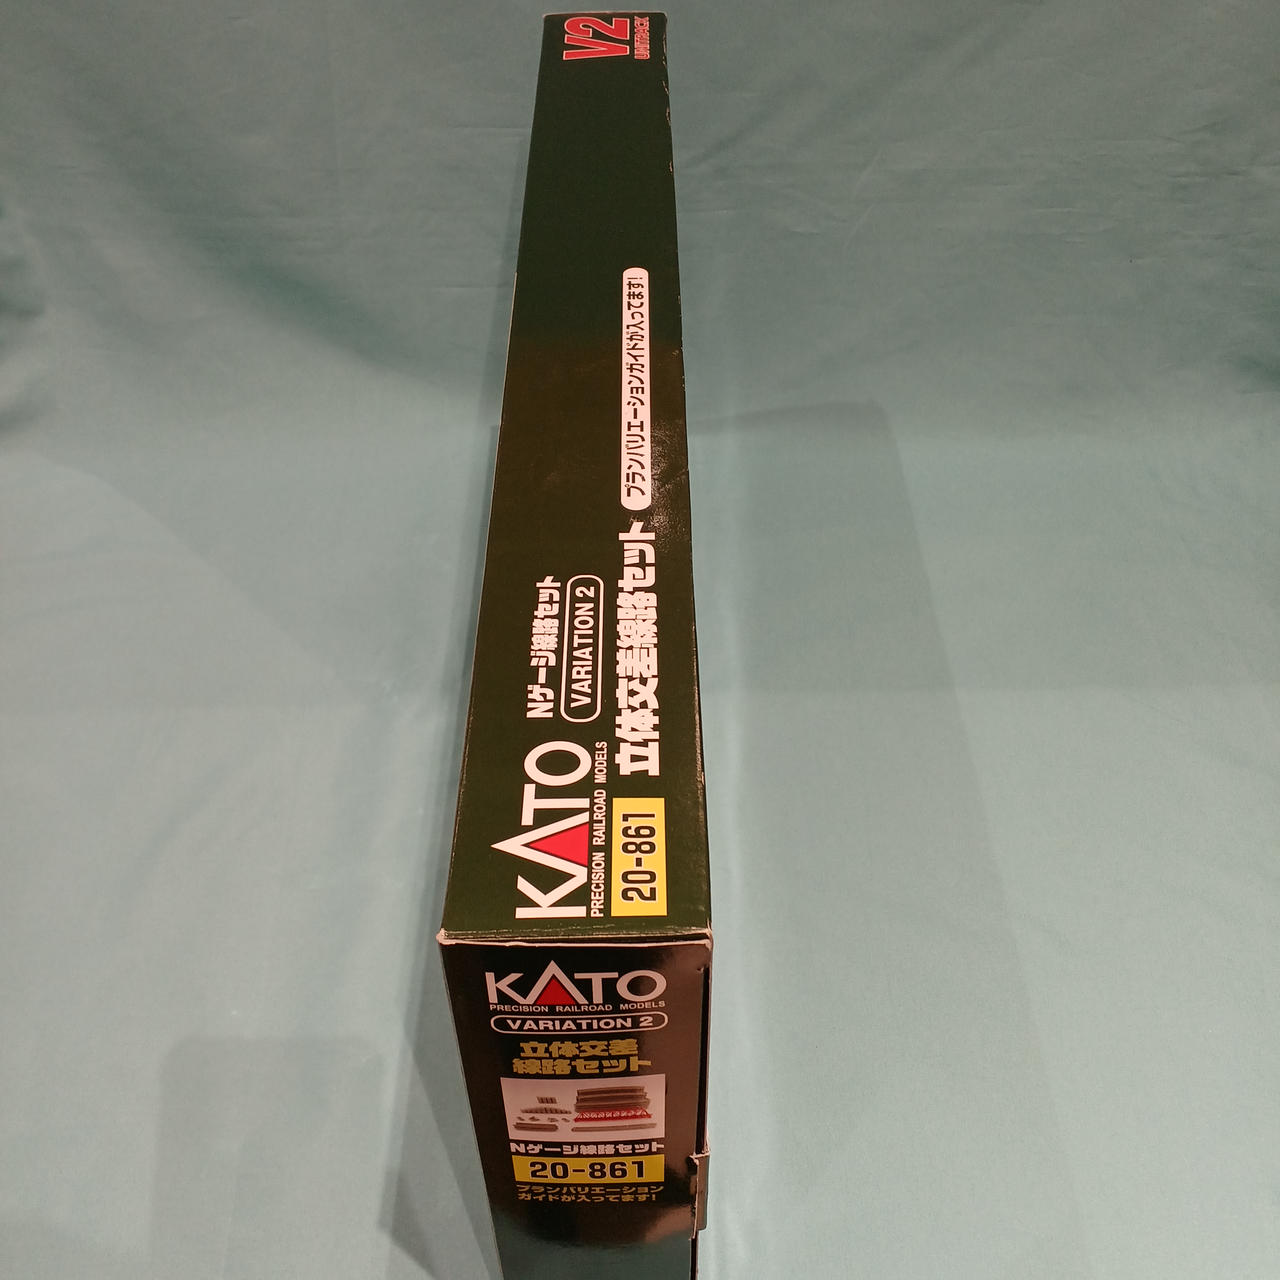 V2
UNITRACK
プランバリエーションガイドが入ってます!
Nゲージ線路セット
VARIATION 2
立体交差線路セット
KATO
PRECISION RAILROAD MODELS
20-861
KATO
PRECISION RAILROAD MODELS
VARIATION 2
立体交差
線路セット
Nゲージ線路セット
20-861
プランバリエーション
ガイドが入ってます!